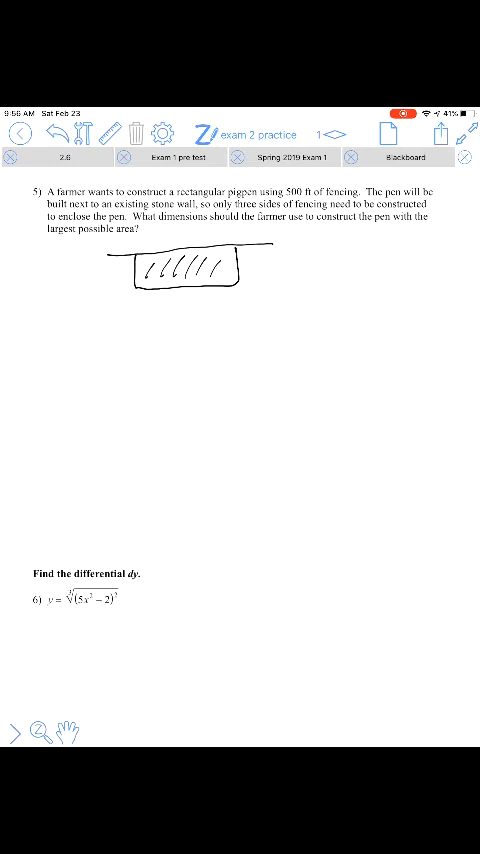 9:56 AM Sat Feb 23
41%
exam 2 practice
1
2.6
Exam 1 pre test
Spring 2019 Exam 1
Blackboard
5) A farmer wants to construct a rectangular pigpen using 500 ft of fencing. The pen will be
built next to an existing stone wall, so only three sides of fencing need to be constructed
to enclose the pen. What dimensions should the farmer use to construct the pen with the
largest possible area?
Find the differential dy.
6) y = ∛(5x² − 2)²